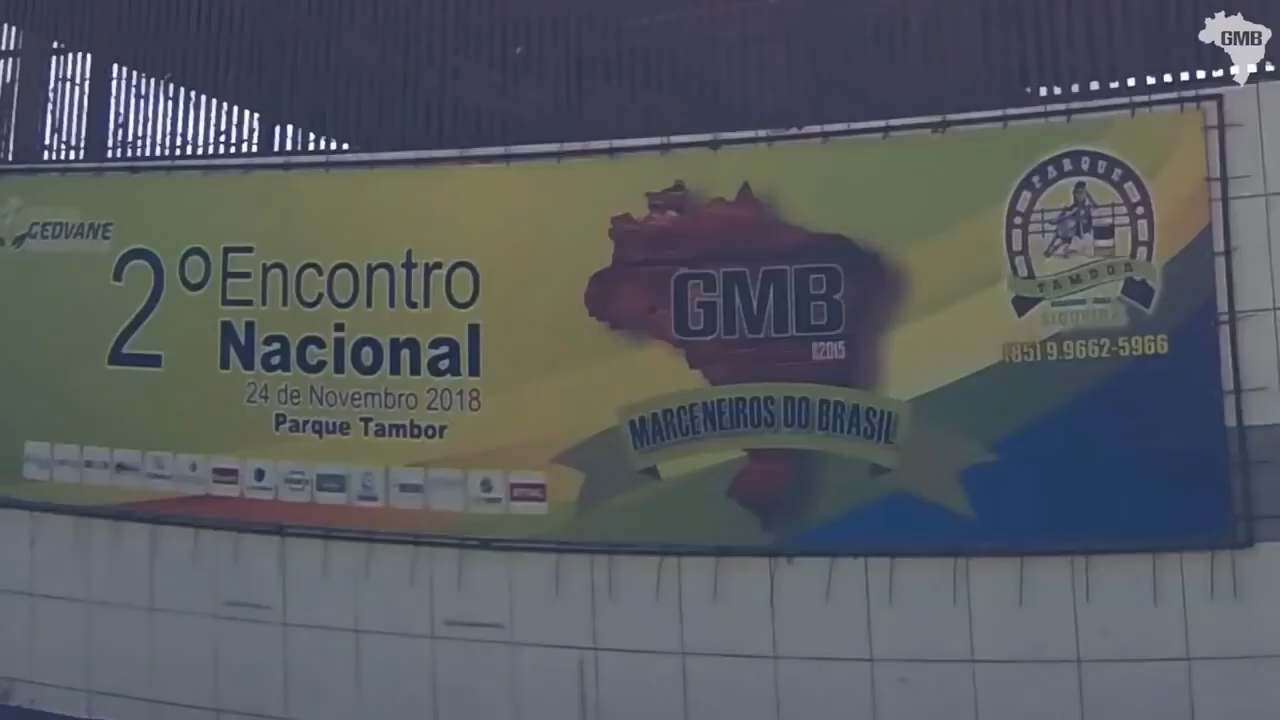 GMB
GEOVANE
2º Encontro
Nacional
24 de Novembro 2018
Parque Tambor
GMB
MARCENEIROS DO BRASIL
PARQUE
TAMBOR
SIQUEIRA
(85) 9.9662-5966